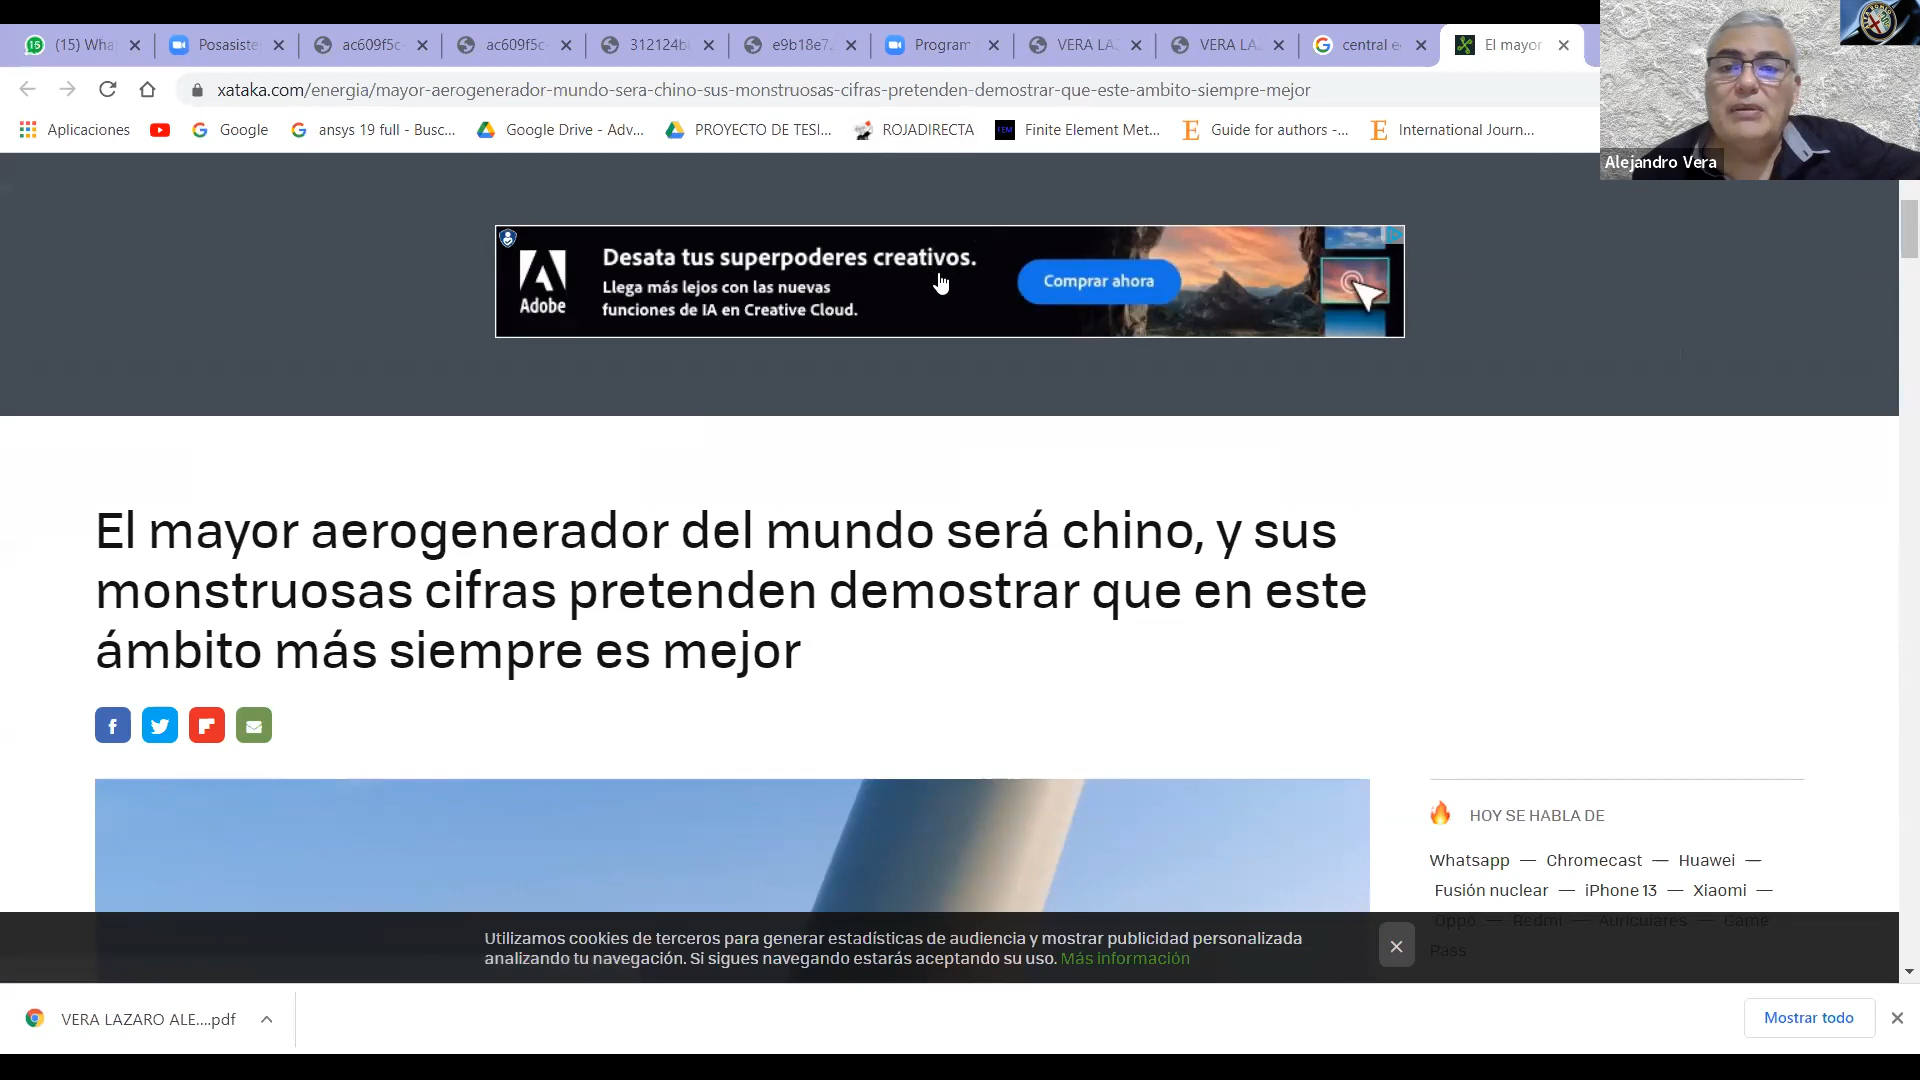 (15) Wha
Posasiste
ac609f5c
ac609f5c
312124b
e9b18e7.
Program
VERA LA
VERA LA
central e
El mayor
xataka.com/energia/mayor-aerogenerador-mundo-sera-chino-sus-monstruosas-cifras-pretenden-demostrar-que-este-ambito-siempre-mejor
Aplicaciones
Google
ansys 19 full - Busc...
Google Drive - Adv...
PROYECTO DE TESI...
ROJADIRECTA
Finite Element Met...
Guide for authors -...
International Journ...
Alejandro Vera
Adobe
Desata tus superpoderes creativos.
Llega más lejos con las nuevas
funciones de IA en Creative Cloud.
Comprar ahora
El mayor aerogenerador del mundo será chino, y sus
monstruosas cifras pretenden demostrar que en este
ámbito más siempre es mejor
HOY SE HABLA DE
Whatsapp — Chromecast — Huawei —
Fusión nuclear — iPhone 13 — Xiaomi —
Oppo — Redmi — Auriculares — Game
Pass
Utilizamos cookies de terceros para generar estadísticas de audiencia y mostrar publicidad personalizada
analizando tu navegación. Si sigues navegando estarás aceptando su uso. Más información
VERA LAZARO ALE....pdf
Mostrar todo